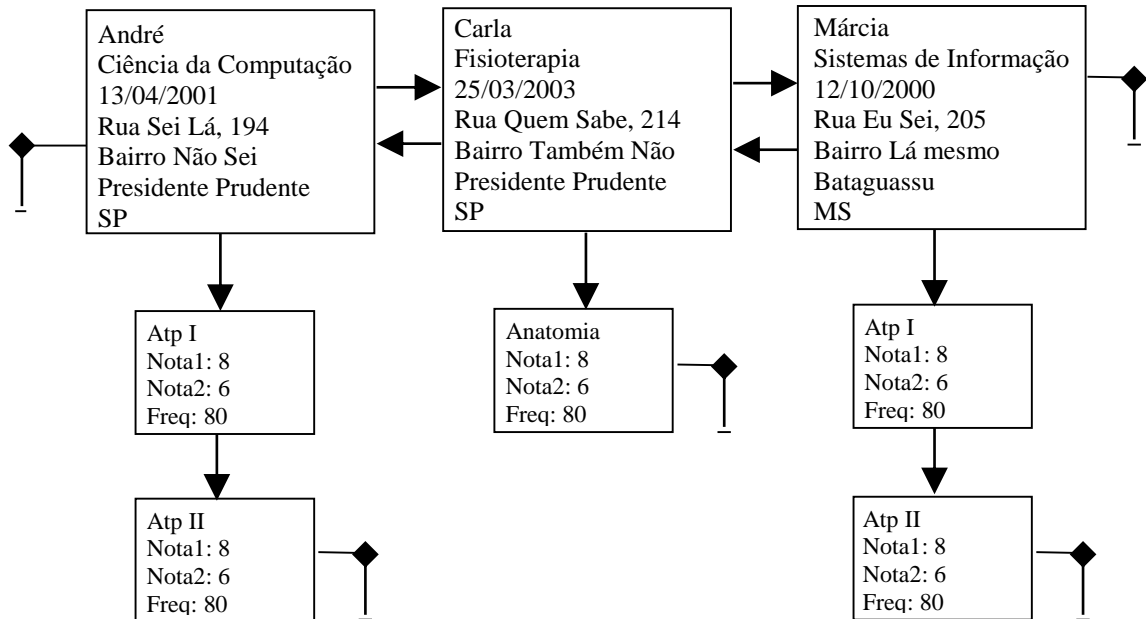 André
Ciência da Computação
13/04/2001
Rua Sei Lá, 194
Bairro Não Sei
Presidente Prudente
SP
Carla
Fisioterapia
25/03/2003
Rua Quem Sabe, 214
Bairro Também Não
Presidente Prudente
SP
Márcia
Sistemas de Informação
12/10/2000
Rua Eu Sei, 205
Bairro Lá mesmo
Bataguassu
MS
Atp I
Nota1: 8
Nota2: 6
Freq: 80
Anatomia
Nota1: 8
Nota2: 6
Freq: 80
Atp I
Nota1: 8
Nota2: 6
Freq: 80
Atp II
Nota1: 8
Nota2: 6
Freq: 80
Atp II
Nota1: 8
Nota2: 6
Freq: 80